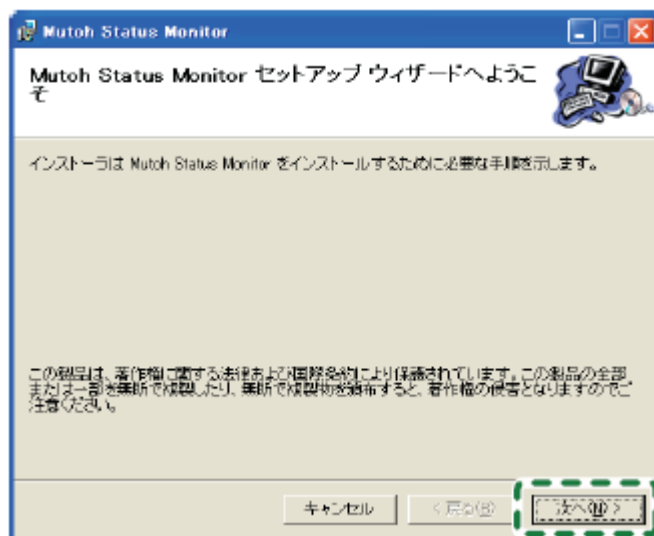 Mutoh Status Monitor
Mutoh Status Monitor セットアップ ウィザードへようこ
そ
インストーラは Mutoh Status Monitor をインストールするために必要な手順を示します。
この製品は、著作権に関する法律および国際条約により保護されています。この製品の全部
または一部を無断で複製したり、無断で複製物を頒布すると、著作権の侵害となりますのでご
注意ください。
キャンセル
< 戻る(B)
次へ(N) >